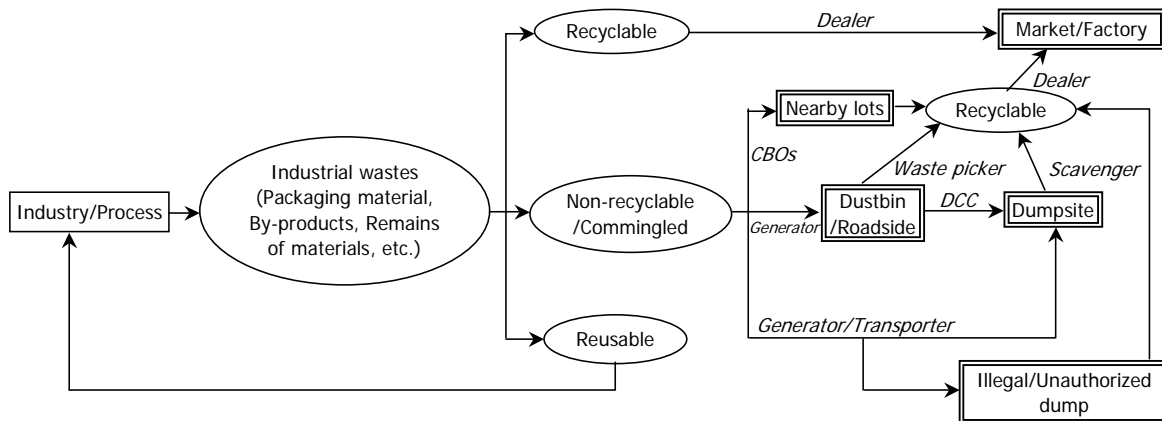 Dealer
Recyclable
Market/Factory
Dealer
Nearby lots
Recyclable
CBOs
Industrial wastes
(Packaging material,
By-products, Remains
of materials, etc.)
Waste picker
Scavenger
Industry/Process
Non-recyclable
/Commingled
Generator
Dustbin
/Roadside
DCC
Dumpsite
Generator/Transporter
Reusable
Illegal/Unauthorized
dump